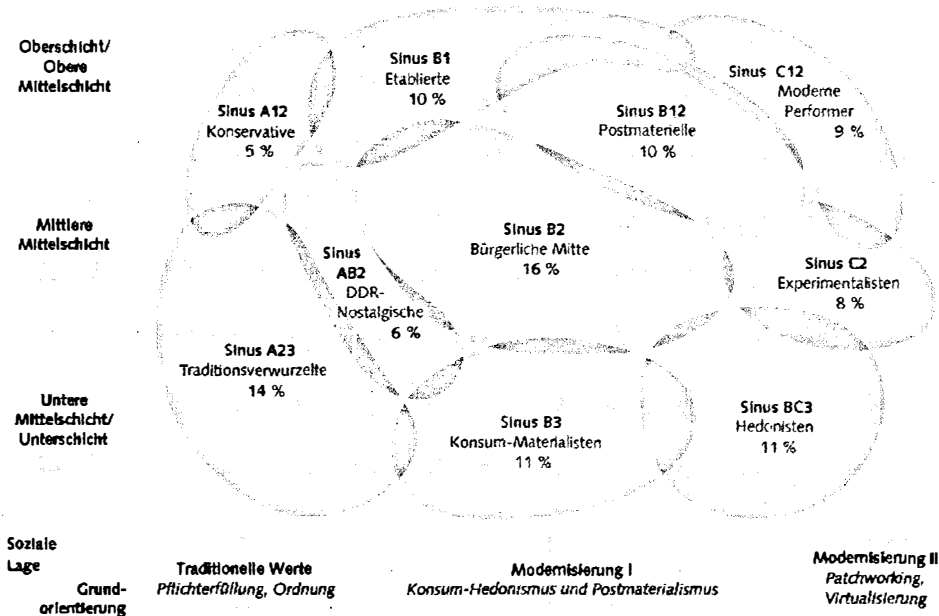 Oberschicht/
Obere
Mittelschicht
Sinus B1
Etablierte
10 %
Sinus A12
Konservative
5 %
Sinus B12
Postmaterielle
10 %
Sinus C12
Moderne
Performer
9 %
Mittlere
Mittelschicht
Sinus
AB2
DDR-
Nostalgische
6 %
Sinus B2
Bürgerliche Mitte
16 %
Sinus C2
Experimentalisten
8 %
Untere
Mittelschicht/
Unterschicht
Sinus A23
Traditionsverwurzelte
14 %
Sinus B3
Konsum-Materialisten
11 %
Sinus BC3
Hedonisten
11 %
Soziale
Lage
Grund-
orientierung
Traditionelle Werte
Pflichterfüllung, Ordnung
Modernisierung I
Konsum-Hedonismus und Postmaterialismus
Modernisierung II
Patchworking,
Virtualisierung